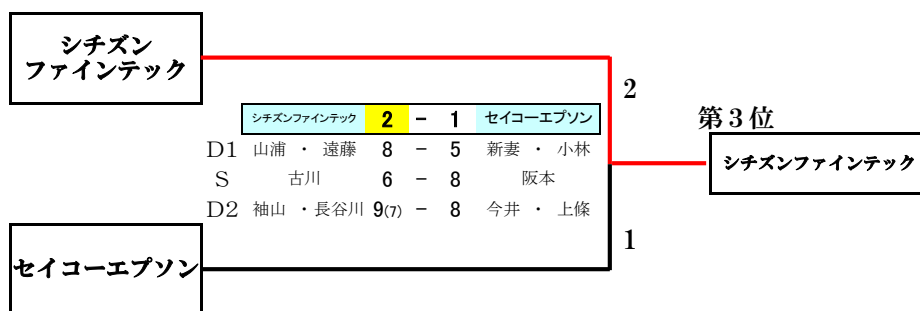 シチズン
ファインテック
2
シチズンファインテック 2 － 1 セイコーエプソン
第３位
D1 山浦 ・ 遠藤 8 － 5 新妻 ・ 小林
シチズンファインテック
S 古川 6 － 8 阪本
D2 袖山 ・長谷川 9(7) － 8 今井 ・ 上條
1
セイコーエプソン